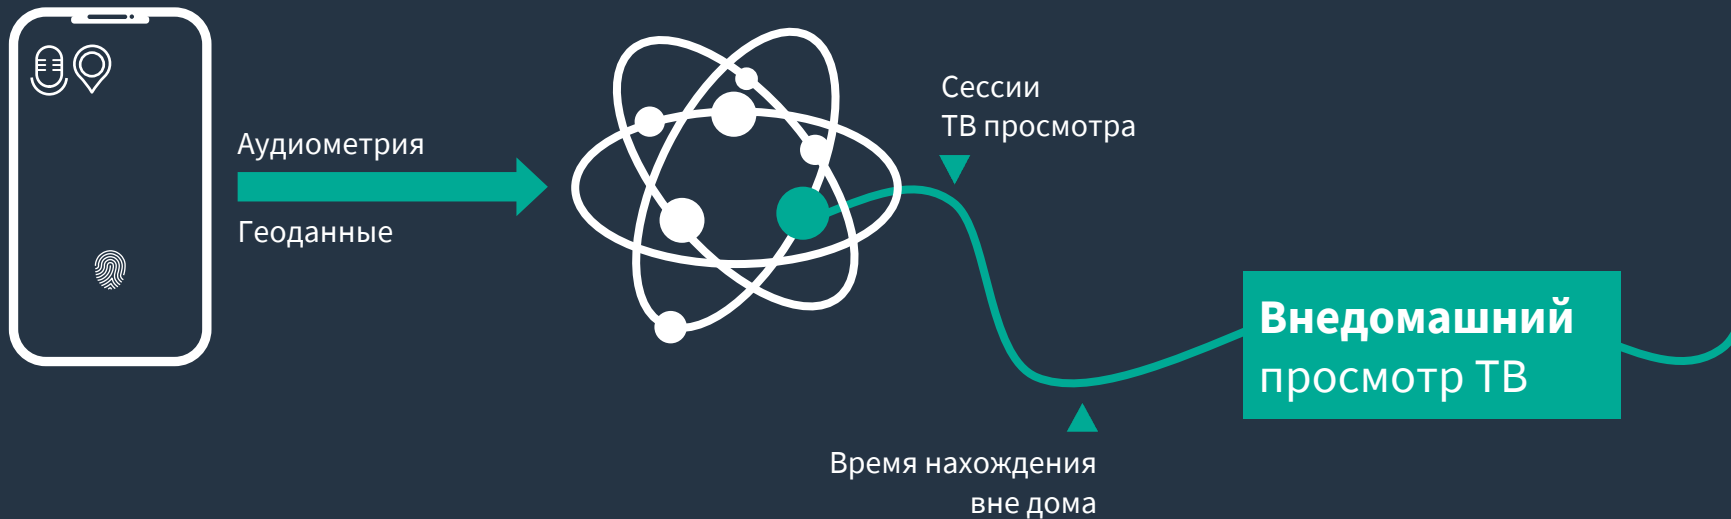 Аудиометрия
Геоданные
Сессии
ТВ просмотра
Время нахождения
вне дома
Внедомашний
просмотр ТВ